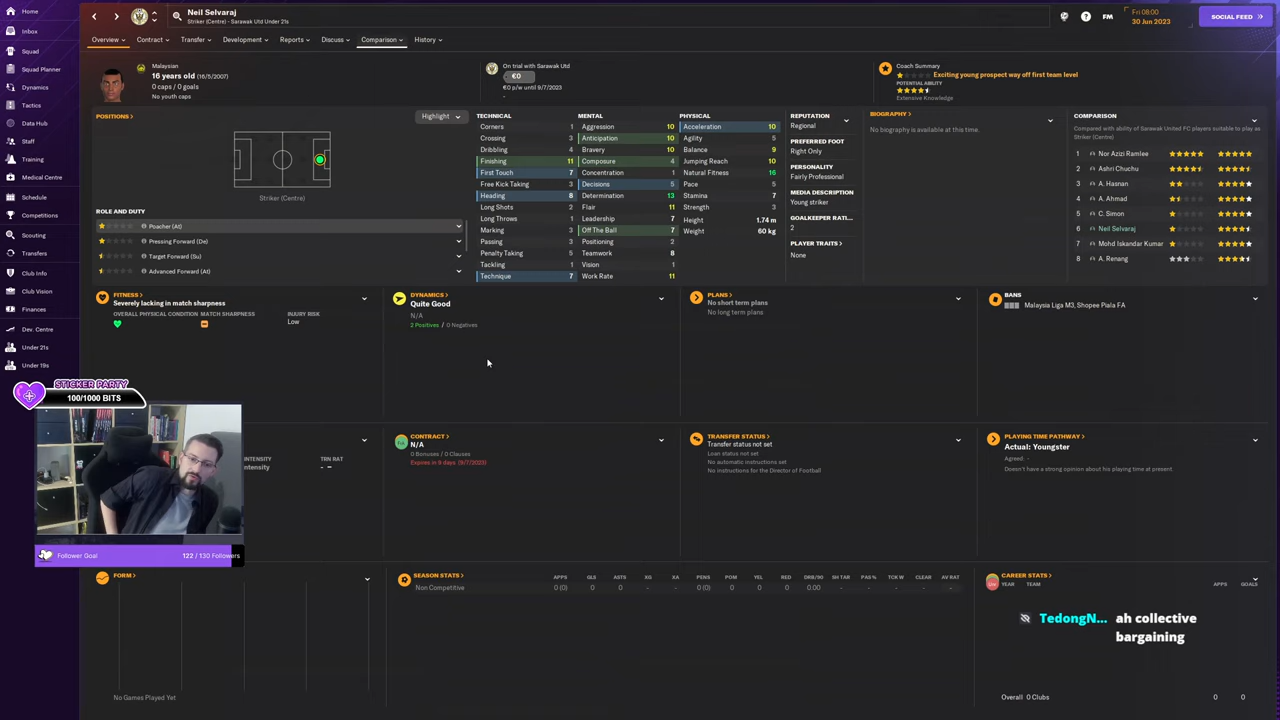 Home
Neil Selvaraj
Striker (Centre) - Sarawak Utd Under 21s
Fri 08:00
30 Jun 2023
FM
SOCIAL FEED
Inbox
Squad
Squad Planner
Dynamics
Tactics
Data Hub
Staff
Training
Medical Centre
Schedule
Competitions
Scouting
Transfers
Club Info
Club Vision
Finances
Dev. Centre
Under 21s
Under 19s
Overview
Contract
Transfer
Development
Reports
Discuss
Comparison
History
Malaysian
16 years old (16/5/2007)
0 caps / 0 goals
No youth caps
On trial with Sarawak Utd
€0
€0 p/w until 9/7/2023
-
Coach Summary
Exciting young prospect way off first team level
POTENTIAL ABILITY
Extensive Knowledge
POSITIONS
Highlight
Striker (Centre)
ROLE AND DUTY
Poacher (At)
Pressing Forward (De)
Target Forward (Su)
Advanced Forward (At)
TECHNICAL
Corners 1
Crossing 3
Dribbling 4
Finishing 11
First Touch 7
Free Kick Taking 3
Heading 8
Long Shots 2
Long Throws 1
Marking 3
Passing 3
Penalty Taking 5
Tackling 1
Technique 7
MENTAL
Aggression 10
Anticipation 10
Bravery 10
Composure 4
Concentration 1
Decisions 5
Determination 13
Flair 11
Leadership 7
Off The Ball 7
Positioning 2
Teamwork 8
Vision 1
Work Rate 11
PHYSICAL
Acceleration 10
Agility 5
Balance 9
Jumping Reach 10
Natural Fitness 16
Pace 5
Stamina 7
Strength 3
Height 1.74 m
Weight 60 kg
REPUTATION
Regional
PREFERRED FOOT
Right Only
PERSONALITY
Fairly Professional
MEDIA DESCRIPTION
Young striker
GOALKEEPER RATI...
2
PLAYER TRAITS
None
BIOGRAPHY
No biography is available at this time.
COMPARISON
Compared with ability of Sarawak United FC players suitable to play as
Striker (Centre).
1 Nor Azizi Ramlee
2 Ashri Chuchu
3 A. Hasnan
4 A. Ahmad
5 C. Simon
6 Neil Selvaraj
7 Mohd Iskandar Kumar
8 A. Renang
FITNESS
Severely lacking in match sharpness
OVERALL PHYSICAL CONDITION
MATCH SHARPNESS
INJURY RISK
Low
DYNAMICS
Quite Good
N/A
2 Positives / 0 Negatives
PLANS
No short term plans
No long term plans
BANS
Malaysia Liga M3, Shopee Piala FA
STICKER PARTY
100/1000 BITS
INTENSITY
TRN RAT
- -
CONTRACT
N/A
0 Bonuses / 0 Clauses
Expires in 9 days (9/7/2023)
TRANSFER STATUS
Transfer status not set
Loan status not set
No automatic instructions set
No instructions for the Director of Football
PLAYING TIME PATHWAY
Actual: Youngster
Agreed: -
Doesn't have a strong opinion about his playing time at present.
Follower Goal
122 / 130 Followers
FORM
No Games Played Yet
SEASON STATS
APPS GLS ASTS XG XA PENS POM YEL RED DRB/90 SH TAR PAS % TCK W CLEAR AV RAT
Non Competitive 0 (0) 0 0 - - 0 (0) 0 0 0 0.00 - - - - -
CAREER STATS
YEAR TEAM APPS GOALS
TedongN... ah collective
bargaining
Overall 0 Clubs 0 0